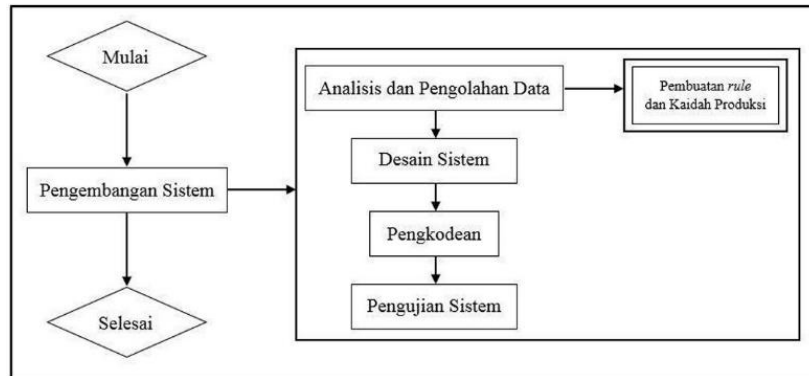 Mulai
Pengembangan Sistem
Selesai
Analisis dan Pengolahan Data
Pembuatan rule
dan Kaidah Produksi
Desain Sistem
Pengkodean
Pengujian Sistem